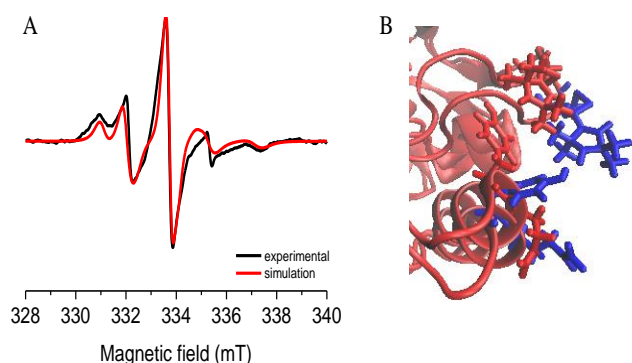 A
B
experimental
simulation
328 330 332 334 336 338 340
Magnetic field (mT)